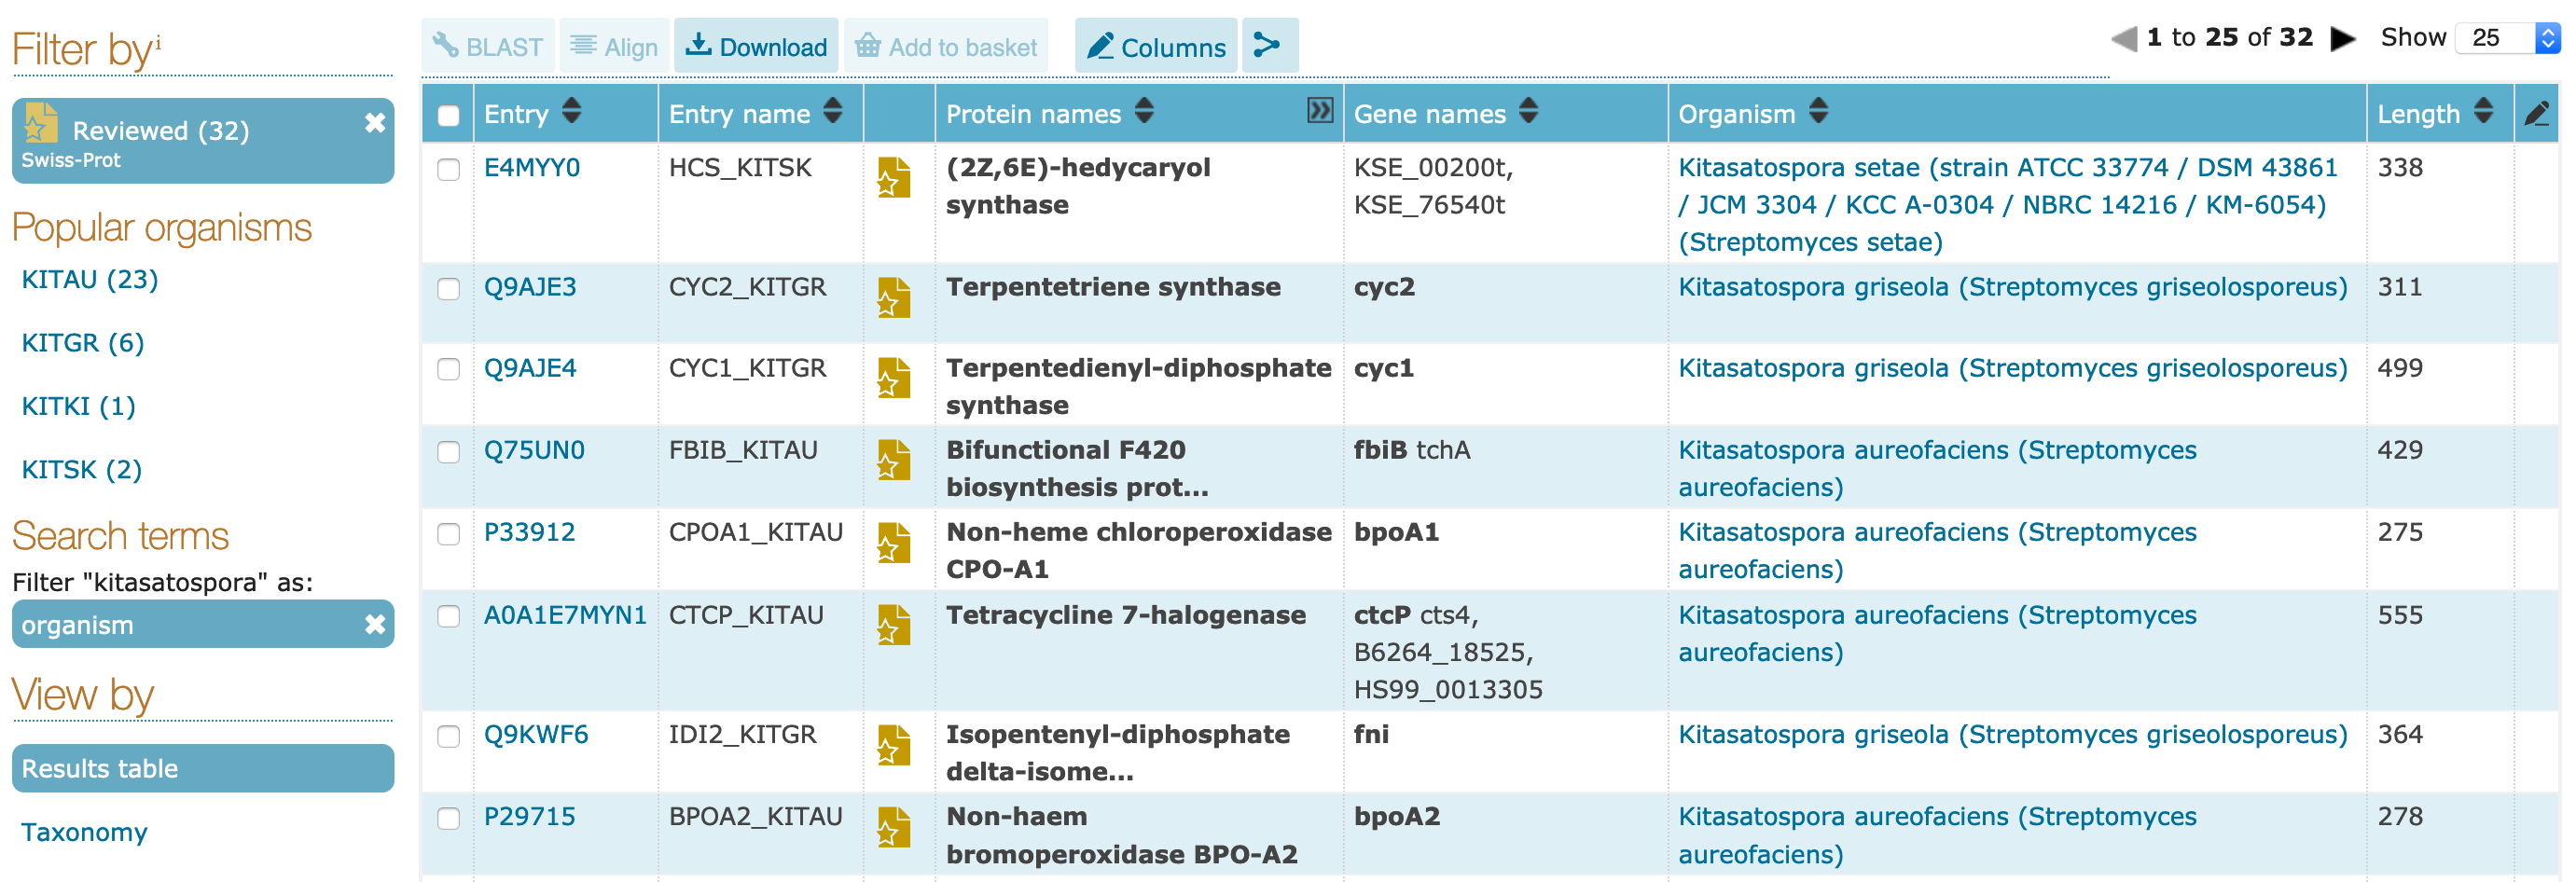 Filter by i
Reviewed (32)
Swiss-Prot
Popular organisms
KITAU (23)
KITGR (6)
KITKI (1)
KITSK (2)
Search terms
Filter "kitasatospora" as:
organism
View by
Results table
Taxonomy
BLAST Align Download Add to basket Columns
1 to 25 of 32 Show 25
Entry Entry name Protein names Gene names Organism Length
E4MYY0 HCS_KITSK (2Z,6E)-hedycaryol KSE_00200t, Kitasatospora setae (strain ATCC 33774 / DSM 43861 338
synthase KSE_76540t / JCM 3304 / KCC A-0304 / NBRC 14216 / KM-6054)
(Streptomyces setae)
Q9AJE3 CYC2_KITGR Terpentetriene synthase cyc2 Kitasatospora griseola (Streptomyces griseolosporeus) 311
Q9AJE4 CYC1_KITGR Terpentedienyl-diphosphate cyc1 Kitasatospora griseola (Streptomyces griseolosporeus) 499
synthase
Q75UN0 FBIB_KITAU Bifunctional F420 fbiB tchA Kitasatospora aureofaciens (Streptomyces 429
biosynthesis prot... aureofaciens)
P33912 CPOA1_KITAU Non-heme chloroperoxidase bpoA1 Kitasatospora aureofaciens (Streptomyces 275
CPO-A1 aureofaciens)
A0A1E7MYN1 CTCP_KITAU Tetracycline 7-halogenase ctcP cts4, Kitasatospora aureofaciens (Streptomyces 555
B6264_18525, aureofaciens)
HS99_0013305
Q9KWF6 IDI2_KITGR Isopentenyl-diphosphate fni Kitasatospora griseola (Streptomyces griseolosporeus) 364
delta-isome...
P29715 BPOA2_KITAU Non-haem bpoA2 Kitasatospora aureofaciens (Streptomyces 278
bromoperoxidase BPO-A2 aureofaciens)